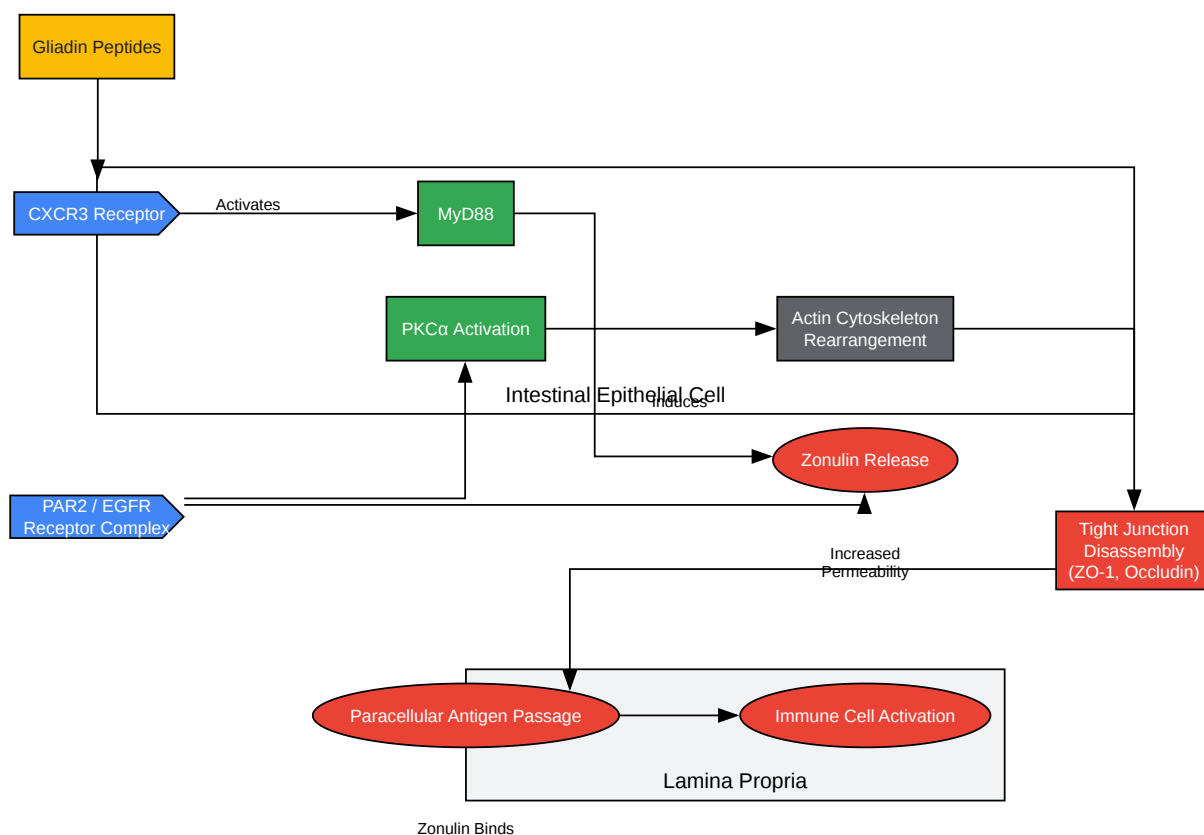 Gliadin Peptides
CXCR3 Receptor
Activates
MyD88
PKCα Activation
Actin Cytoskeleton
Rearrangement
Intestinal Epithelial Cell
Induces
Zonulin Release
PAR2 / EGFR
Receptor Complex
Tight Junction
Disassembly
(ZO-1, Occludin)
Increased
Permeability
Paracellular Antigen Passage
Immune Cell Activation
Lamina Propria
Zonulin Binds